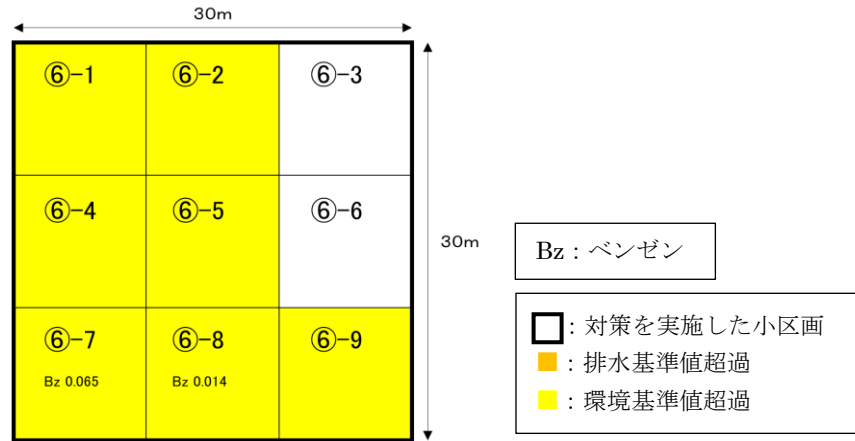 30m
⑥-1
⑥-2
⑥-3
⑥-4
⑥-5
⑥-6
30m
⑥-7
⑥-8
⑥-9
Bz 0.065
Bz 0.014
Bz：ベンゼン
：対策を実施した小区画
：排水基準値超過
：環境基準値超過